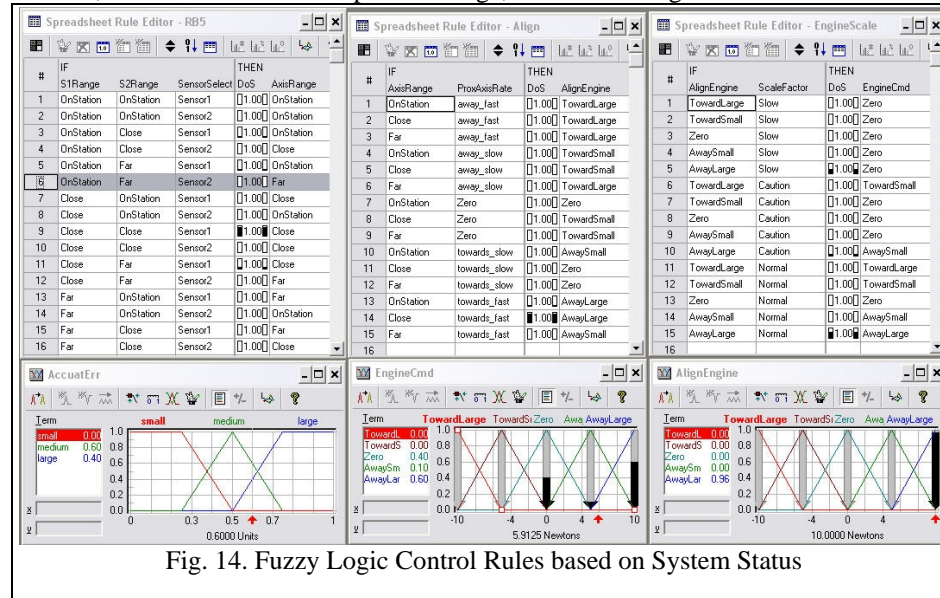 Spreadsheet Rule Editor - RB5
IF THEN
# S1Range S2Range SensorSelect DoS AxisRange
1 OnStation OnStation Sensor1 [1.00] OnStation
2 OnStation OnStation Sensor2 [1.00] OnStation
3 OnStation Close Sensor1 [1.00] OnStation
4 OnStation Close Sensor2 [1.00] Close
5 OnStation Far Sensor1 [1.00] OnStation
6 OnStation Far Sensor2 [1.00] Far
7 Close OnStation Sensor1 [1.00] Close
8 Close OnStation Sensor2 [1.00] OnStation
9 Close Close Sensor1 [1.00] Close
10 Close Close Sensor2 [1.00] Close
11 Close Far Sensor1 [1.00] Close
12 Close Far Sensor2 [1.00] Far
13 Far OnStation Sensor1 [1.00] Far
14 Far OnStation Sensor2 [1.00] OnStation
15 Far Close Sensor1 [1.00] Far
16 Far Close Sensor2 [1.00] Close
Spreadsheet Rule Editor - Align
IF THEN
# AxisRange ProxAxisRate DoS AlignEngine
1 OnStation away_fast [1.00] TowardLarge
2 Close away_fast [1.00] TowardLarge
3 Far away_fast [1.00] TowardLarge
4 OnStation away_slow [1.00] TowardSmall
5 Close away_slow [1.00] TowardSmall
6 Far away_slow [1.00] TowardLarge
7 OnStation Zero [1.00] Zero
8 Close Zero [1.00] TowardSmall
9 Far Zero [1.00] TowardSmall
10 OnStation towards_slow [1.00] AwaySmall
11 Close towards_slow [1.00] Zero
12 Far towards_slow [1.00] Zero
13 OnStation towards_fast [1.00] AwayLarge
14 Close towards_fast [1.00] AwayLarge
15 Far towards_fast [1.00] AwaySmall
16
Spreadsheet Rule Editor - EngineScale
IF THEN
# AlignEngine ScaleFactor DoS EngineCmd
1 TowardLarge Slow [1.00] Zero
2 TowardSmall Slow [1.00] Zero
3 Zero Slow [1.00] Zero
4 AwaySmall Slow [1.00] Zero
5 AwayLarge Slow [1.00] Zero
6 TowardLarge Caution [1.00] TowardSmall
7 TowardSmall Caution [1.00] Zero
8 Zero Caution [1.00] Zero
9 AwaySmall Caution [1.00] Zero
10 AwayLarge Caution [1.00] AwaySmall
11 TowardLarge Normal [1.00] TowardLarge
12 TowardSmall Normal [1.00] TowardSmall
13 Zero Normal [1.00] Zero
14 AwaySmall Normal [1.00] AwaySmall
15 AwayLarge Normal [1.00] AwayLarge
16
AccuatErr
Term small medium large
small 0.00
medium 0.60
large 0.40
1.0
0.8
0.6
0.4
0.2
0.0
0 0.3 0.5 0.7 1
x
y
0.6000 Units
EngineCmd
Term TowardLarge TowardSi Zero Awa AwayLarge
TowardL 0.00
TowardS 0.00
Zero 0.40
AwaySm 0.10
AwayLar 0.60
1.0
0.8
0.6
0.4
0.2
0.0
-10 -4 0 4 10
x
y
5.9125 Newtons
AlignEngine
Term TowardLarge TowardSi Zero Awa AwayLarge
TowardL 0.00
TowardS 0.00
Zero 0.00
AwaySm 0.00
AwayLar 0.96
1.0
0.8
0.6
0.4
0.2
0.0
-10 -4 0 4
x
y
10.0000 Newtons
Fig. 14. Fuzzy Logic Control Rules based on System Status